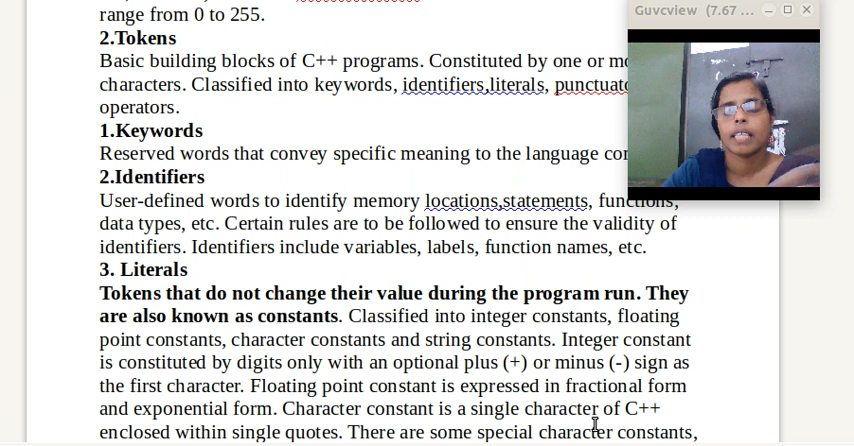 range from 0 to 255.
Guvcview (7.67 ...
2.Tokens
Basic building blocks of C++ programs. Constituted by one or
characters. Classified into keywords, identifiers,literals,
operators.
1.Keywords
Reserved words that convey specific meaning to the language
2.Identifiers
User-defined words to identify memory locations,statements, functions,
data types, etc. Certain rules are to be followed to ensure the validity of
identifiers. Identifiers include variables, labels, function names, etc.
3. Literals
Tokens that do not change their value during the program run. They
are also known as constants. Classified into integer constants, floating
point constants, character constants and string constants. Integer constant
is constituted by digits only with an optional plus (+) or minus (-) sign as
the first character. Floating point constant is expressed in fractional form
and exponential form. Character constant is a single character of C++
enclosed within single quotes. There are some special character constants,